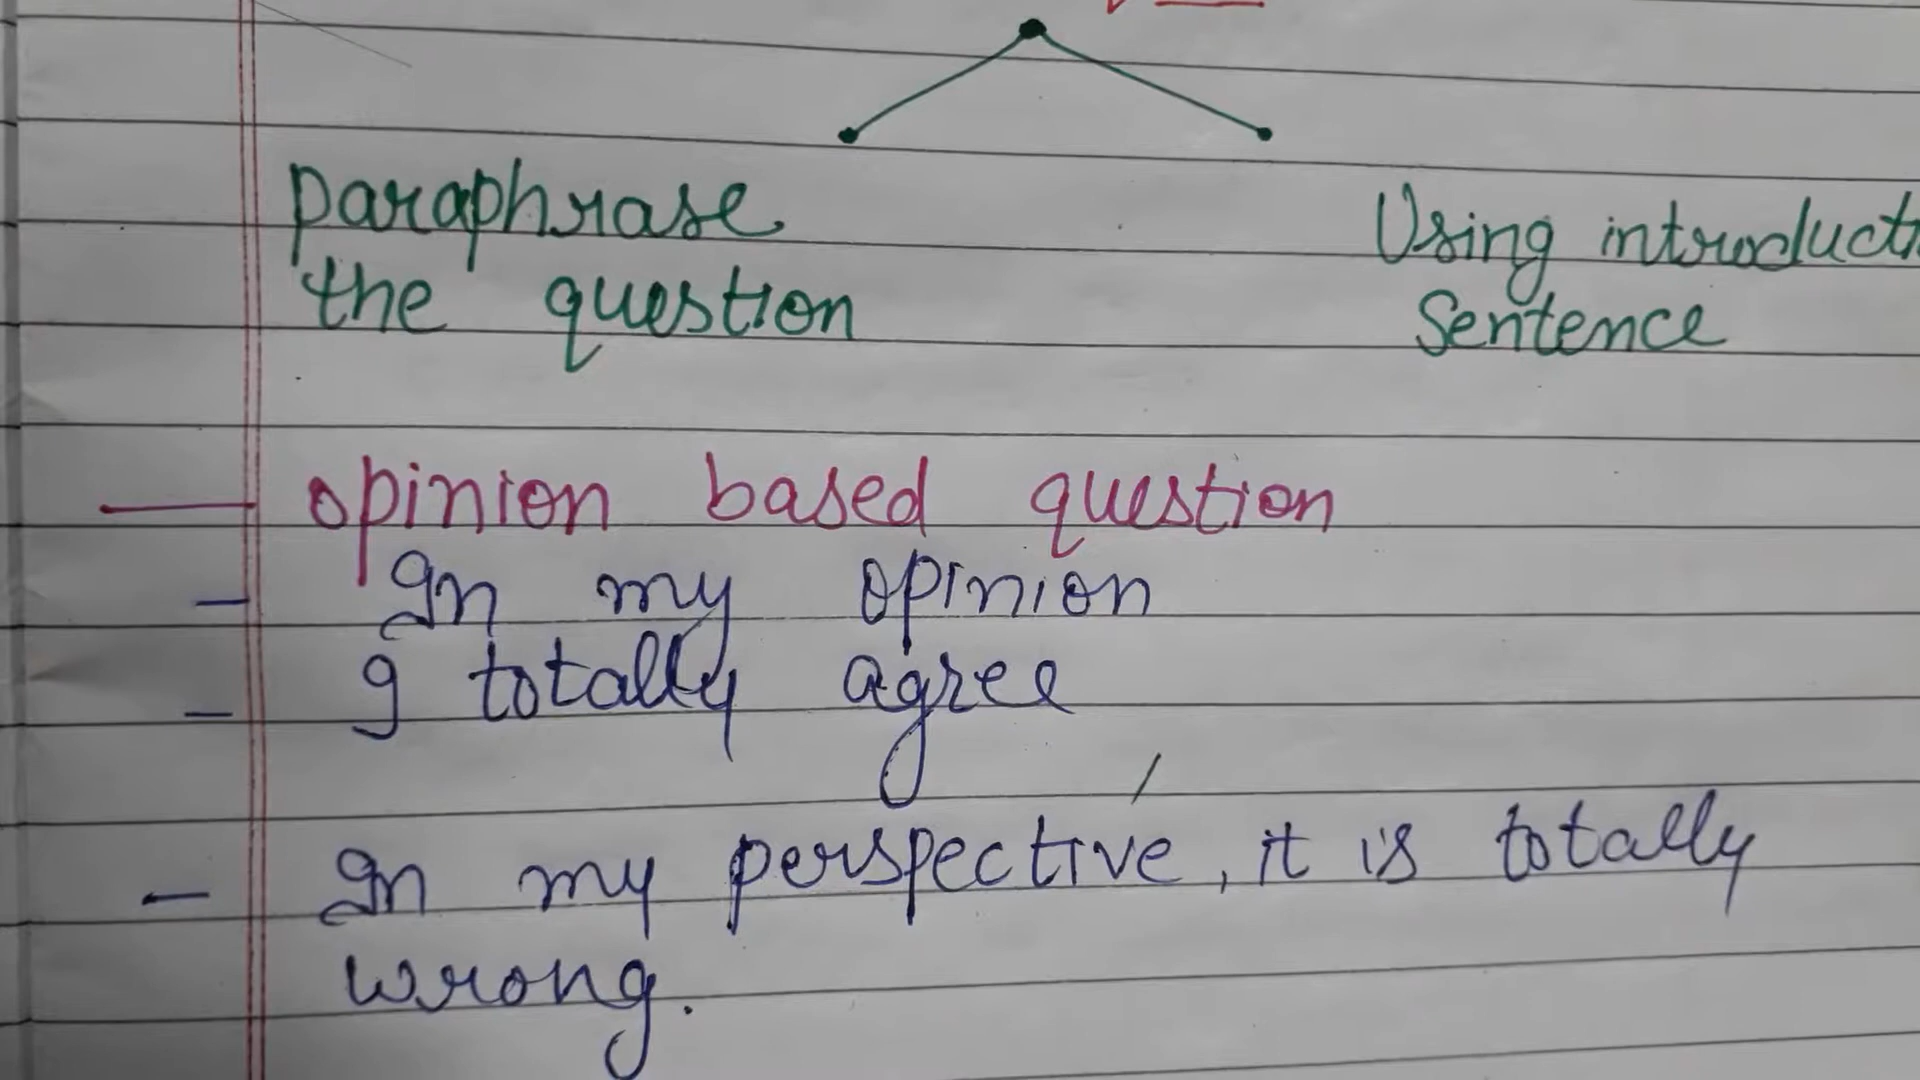 paraphrase
the question
Using introduct
Sentence
opinion based question
- In my opinion
- I totally agree
- In my perspective, it is totally
wrong.